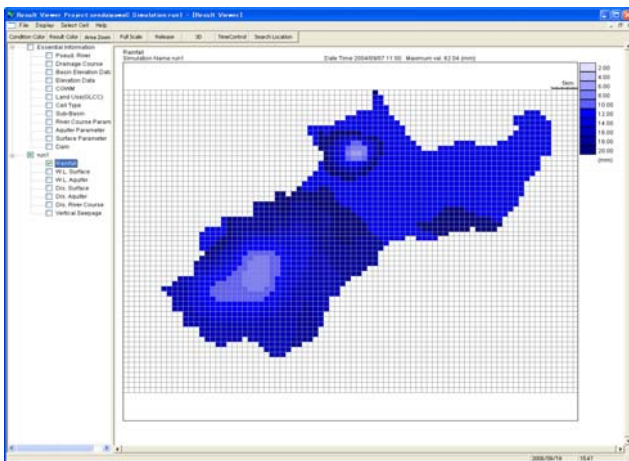 Result Viewer Project sendaigawaC Simulation run1 - [Result Viewer]
File Display Select Cell Help
Condition Color Result Color Area Zoom Full Scale Release 3D TimeControl Search Location
Essential Information
Pseud. River
Drainage Course
Basin Elevation Data
Elevation Data
COWM
Land Use(GLCC)
Cell Type
Sub-Basin
River Course Param
Aquifer Parameter
Surface Parameter
Dam
run1
Rainfall
W.L. Surface
W.L. Aquifer
Dis. Surface
Dis. Aquifer
Dis. River Course
Vertical Seepage
Rainfall
Simulation Name run1 Date Time 2004/09/07 11:00 Maximum val. 62.04 (mm)
5km
2.00
4.00
6.00
8.00
10.00
12.00
14.00
16.00
18.00
20.00
(mm)
2006/09/19 15:47